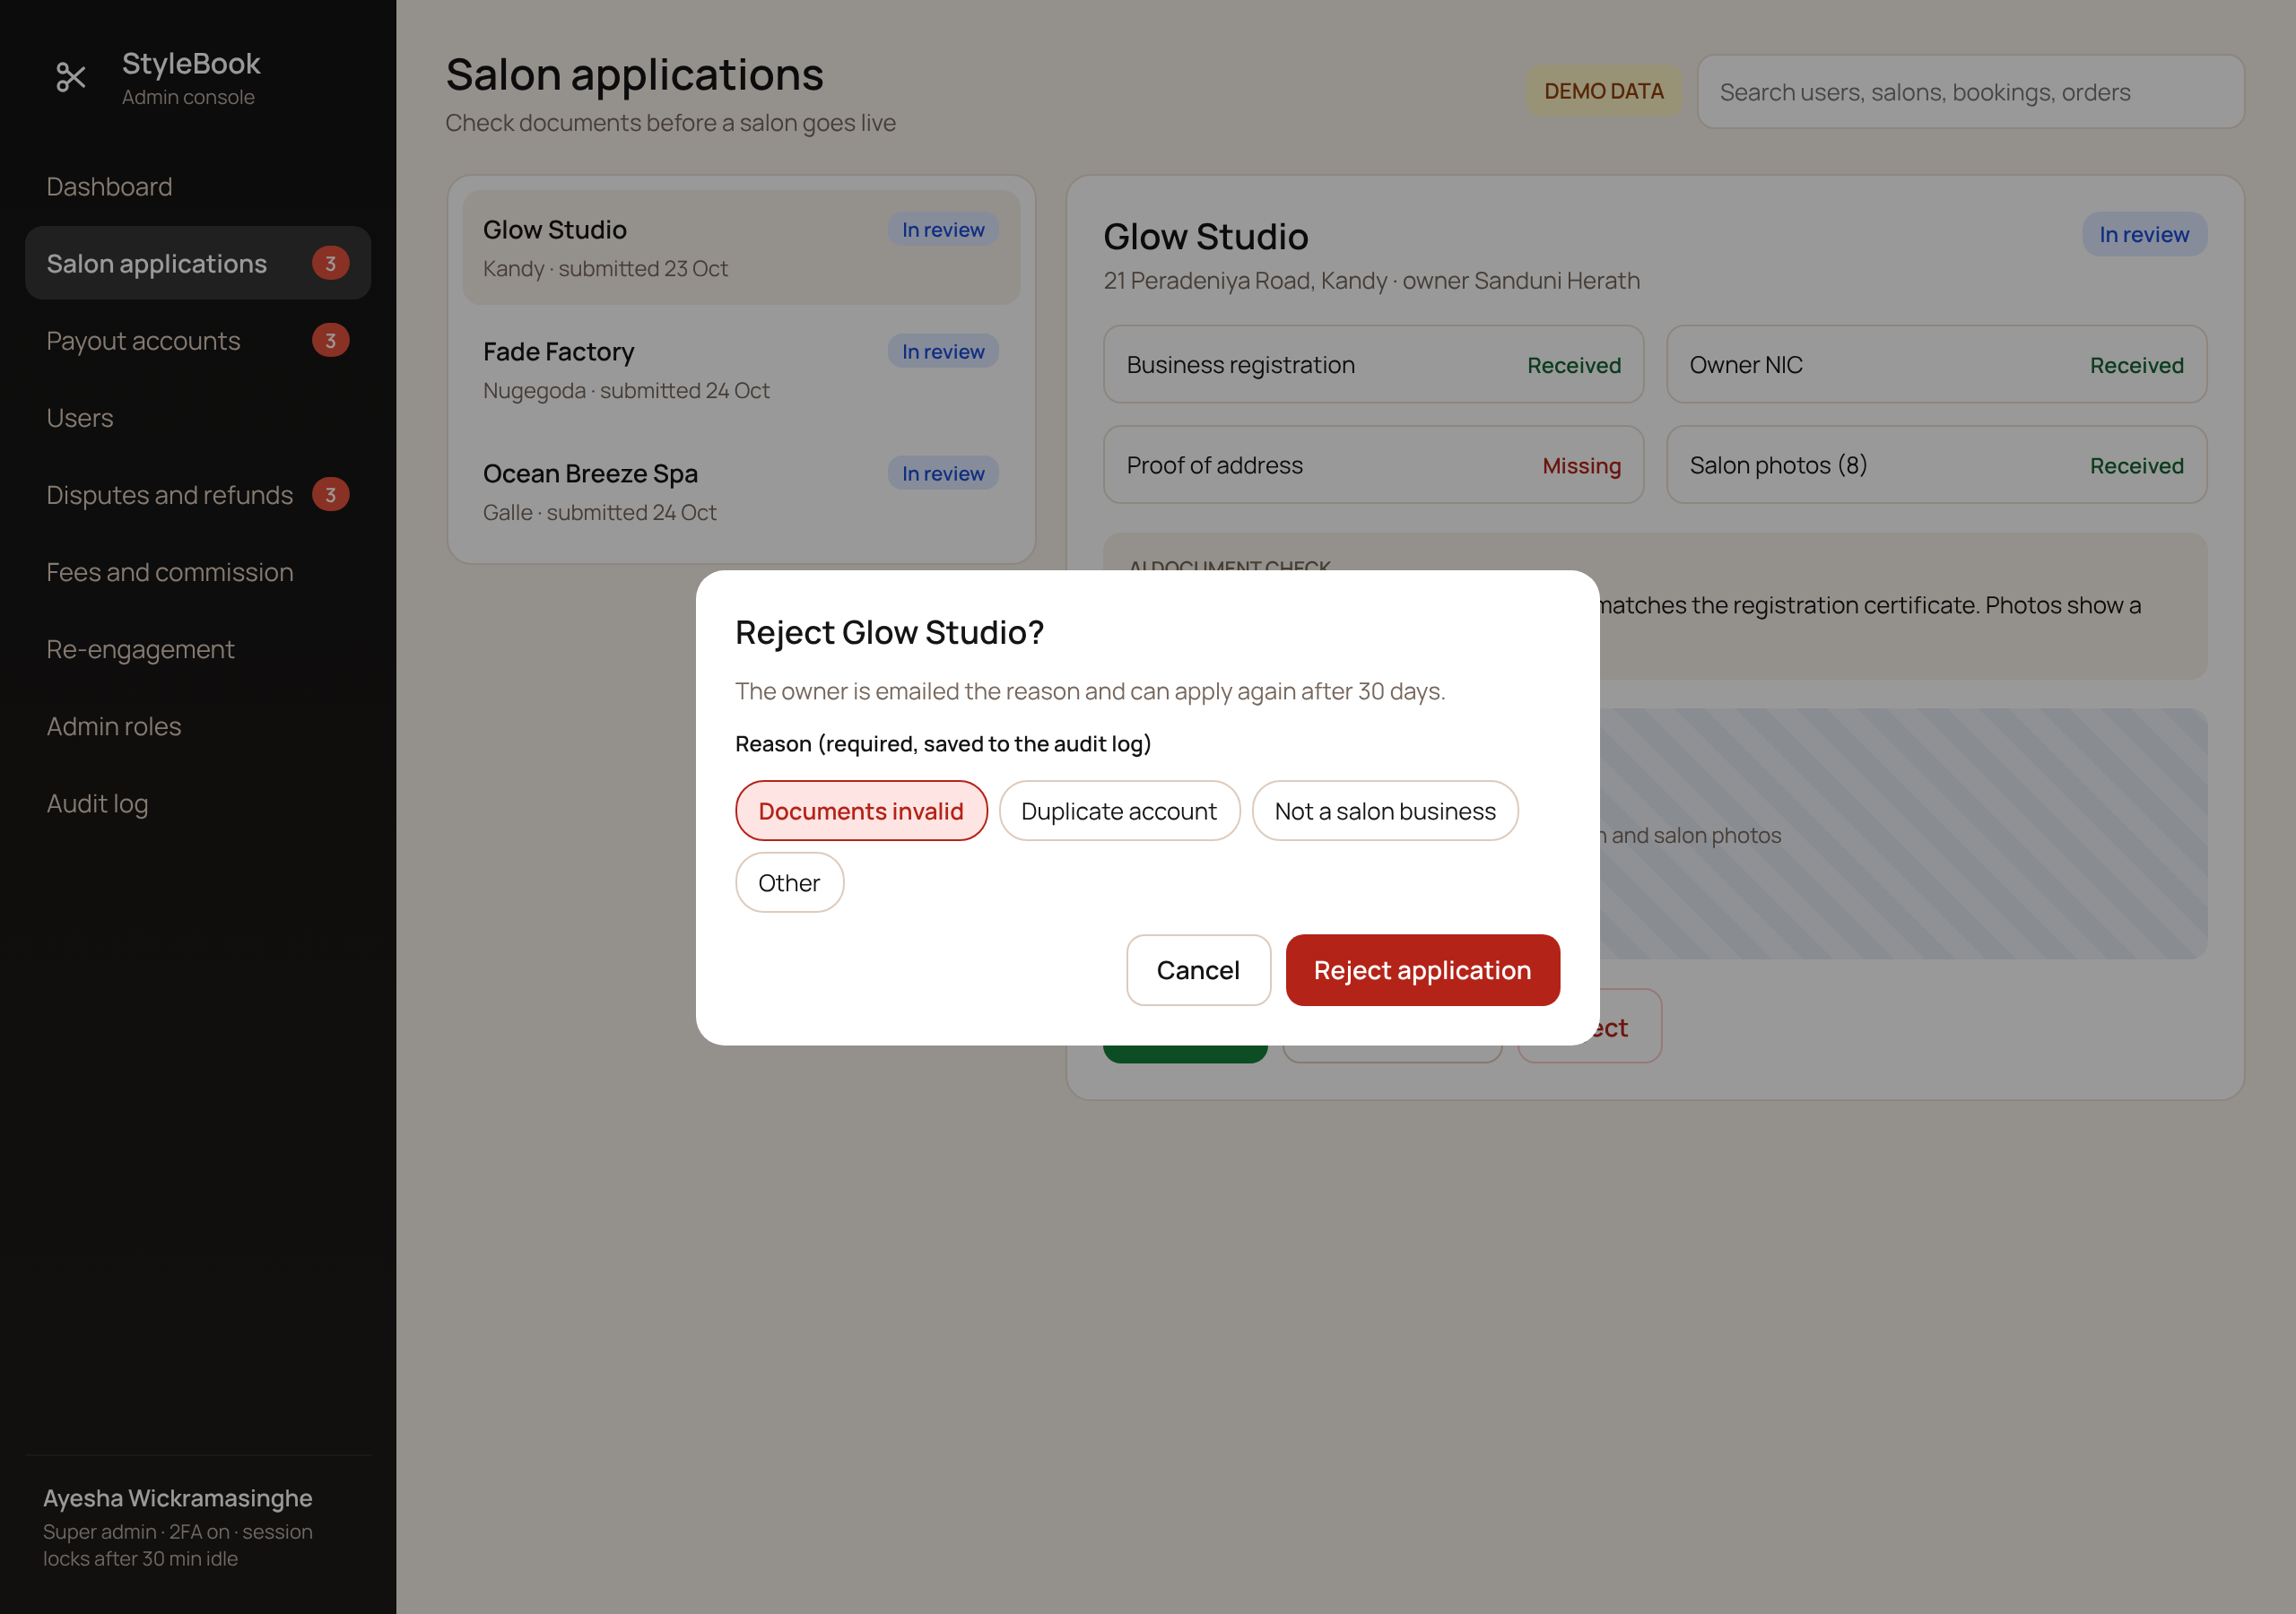 StyleBook
Admin console
Dashboard
Salon applications 3
Payout accounts 3
Users
Disputes and refunds 3
Fees and commission
Re-engagement
Admin roles
Audit log
Ayesha Wickramasinghe
Super admin · 2FA on · session
locks after 30 min idle
Salon applications
Check documents before a salon goes live
DEMO DATA
Search users, salons, bookings, orders
Glow Studio In review
Kandy · submitted 23 Oct
Fade Factory In review
Nugegoda · submitted 24 Oct
Ocean Breeze Spa In review
Galle · submitted 24 Oct
Glow Studio In review
21 Peradeniya Road, Kandy · owner Sanduni Herath
Business registration Received
Owner NIC Received
Proof of address Missing
Salon photos (8) Received
AI DOCUMENT CHECK
matches the registration certificate. Photos show a
and salon photos
Reject Glow Studio?
The owner is emailed the reason and can apply again after 30 days.
Reason (required, saved to the audit log)
Documents invalid
Duplicate account
Not a salon business
Other
Cancel
Reject application